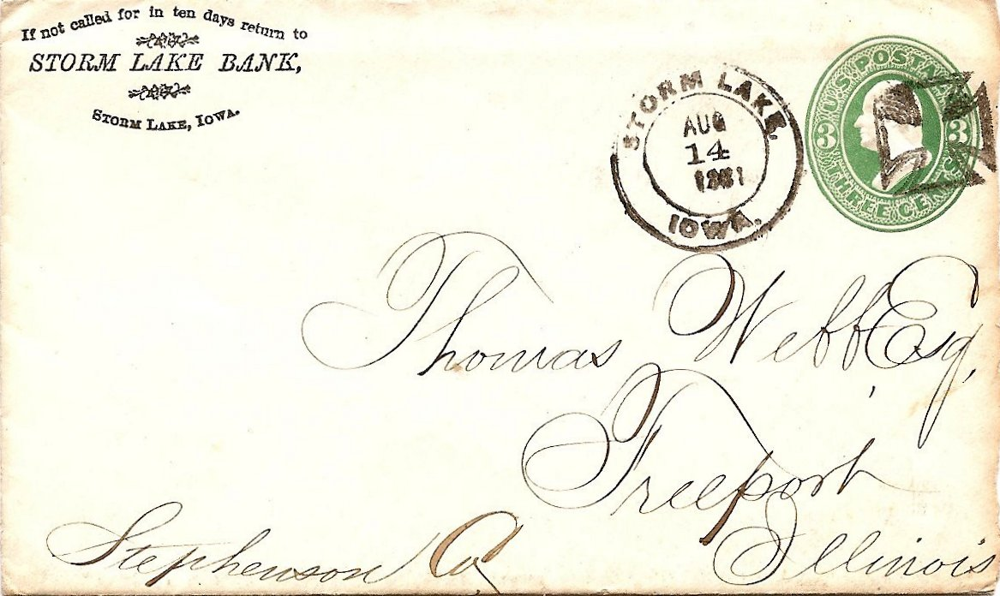 If not called for in ten days return to
STORM LAKE BANK,
STORM LAKE, IOWA.
STORM LAKE,
AUG
14
1881
IOWA.
U.S. POSTAGE
3 3
THREE CENTS
Thomas Webb Esq,
Freeport
Illinois
Stephenson Co